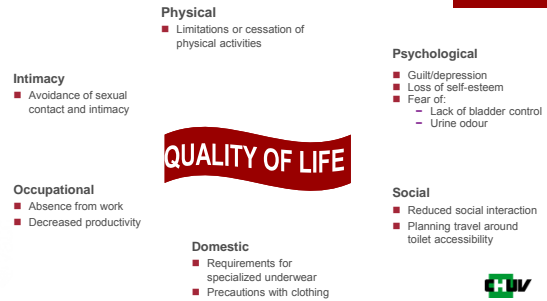 Physical
Limitations or cessation of
physical activities
Psychological
Guilt/depression
Loss of self-esteem
Fear of:
– Lack of bladder control
– Urine odour
Intimacy
Avoidance of sexual
contact and intimacy
QUALITY OF LIFE
Occupational
Absence from work
Decreased productivity
Social
Reduced social interaction
Planning travel around
toilet accessibility
Domestic
Requirements for
specialized underwear
Precautions with clothing
CHUV